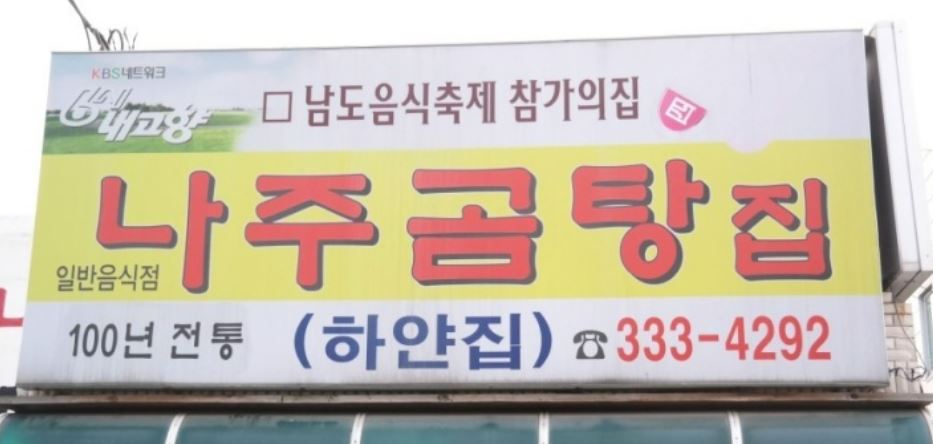 KBS네트워크
6시 내고향
□ 남도음식축제 참가의집
나주곰탕집
일반음식점
100년 전통 (하얀집) ☎ 333-4292